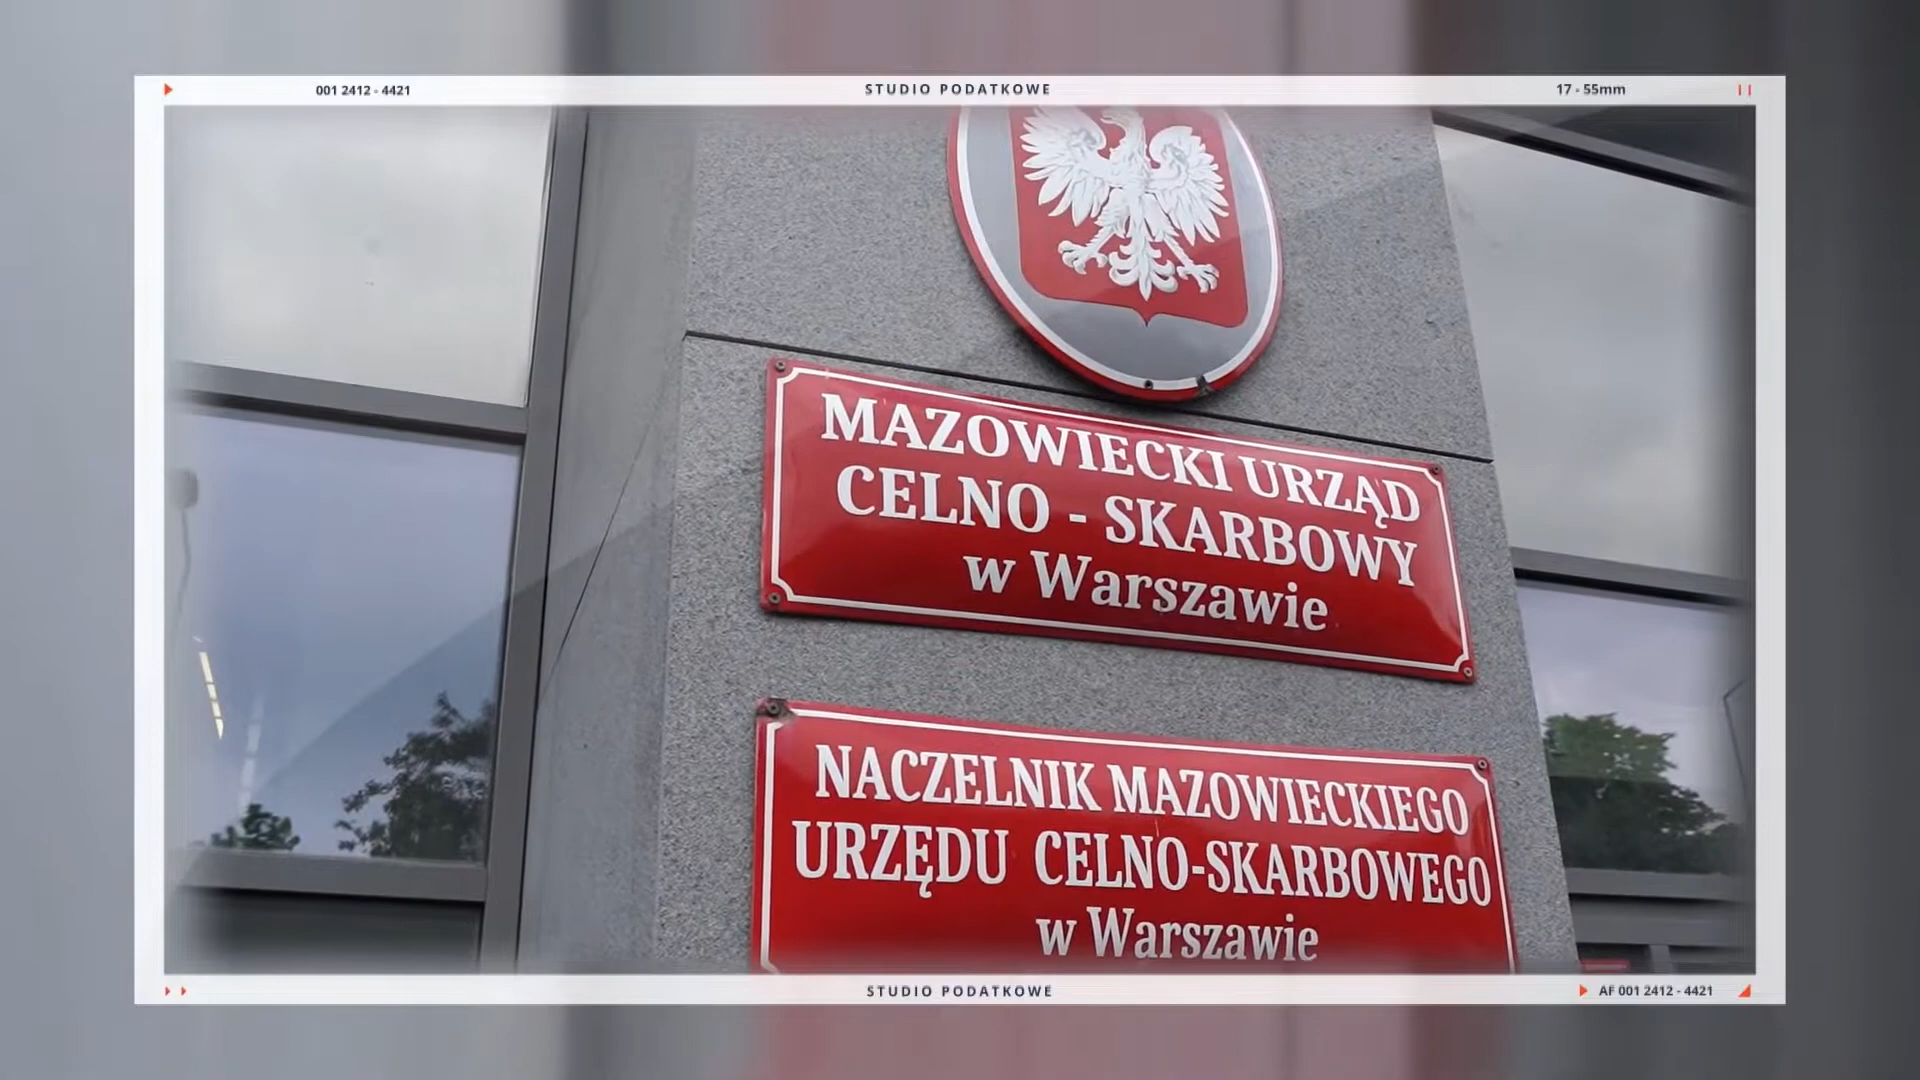 001 2412 - 4421
STUDIO PODATKOWE
17 - 55mm
MAZOWIECKI URZĄD
CELNO - SKARBOWY
w Warszawie
NACZELNIK MAZOWIECKIEGO
URZĘDU CELNO-SKARBOWEGO
w Warszawie
STUDIO PODATKOWE
AF 001 2412 - 4421